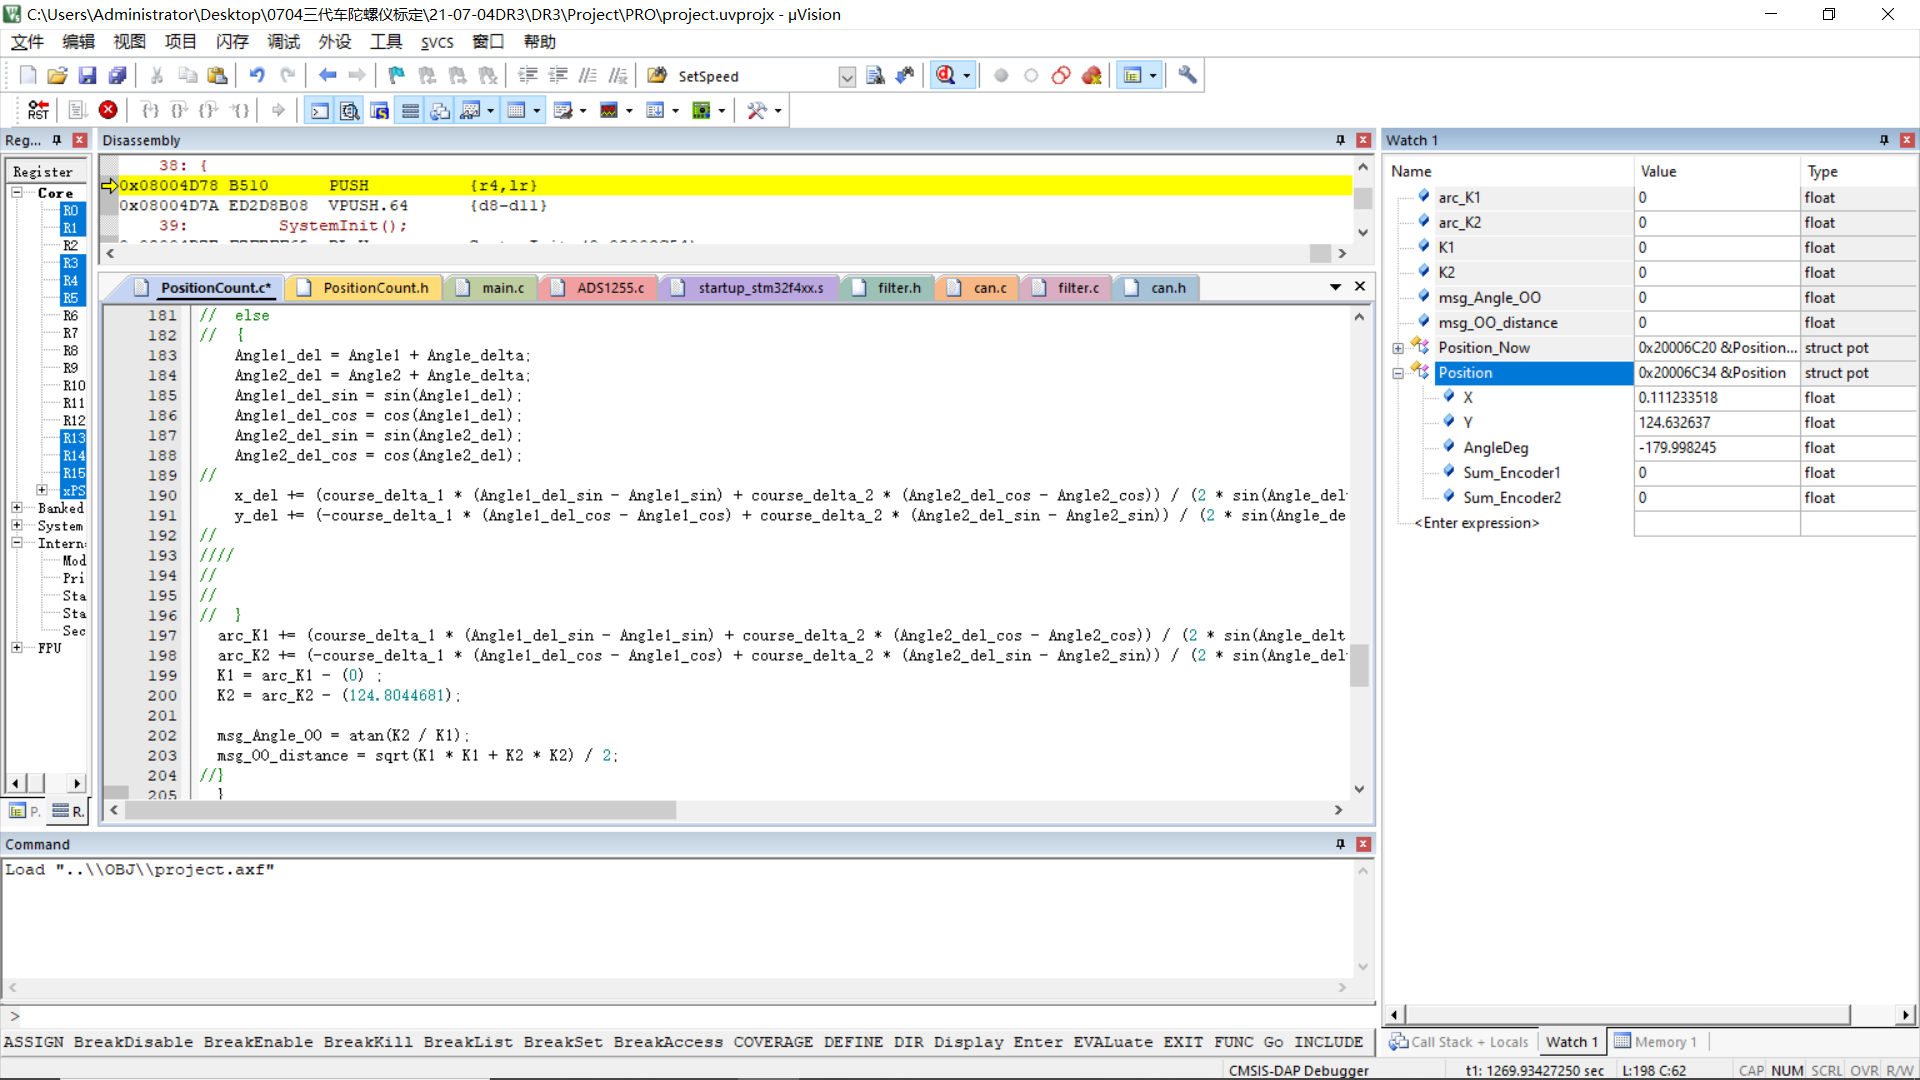 C:\Users\Administrator\Desktop\0704三代车陀螺仪标定\21-07-04DR3\DR3\Project\PRO\project.uvprojx - µVision
文件 编辑 视图 项目 闪存 调试 外设 工具 SVCS 窗口 帮助
SetSpeed
RST
Reg...
Disassembly
Watch 1
Register
Core
R0
R1
R2
R3
R4
R5
R6
R7
R8
R9
R10
R11
R12
R13
R14
R15
xPS
Banked
System
Intern
Mod
Pri
Sta
Sta
Sec
FPU
P.
R.
38: {
0x08004D78 B510 PUSH {r4,lr}
0x08004D7A ED2D8B08 VPUSH.64 {d8-d11}
39: SystemInit();
PositionCount.c* PositionCount.h main.c ADS1255.c startup_stm32f4xx.s filter.h can.c filter.c can.h
181 // else
182 // {
183 Angle1_del = Angle1 + Angle_delta;
184 Angle2_del = Angle2 + Angle_delta;
185 Angle1_del_sin = sin(Angle1_del);
186 Angle1_del_cos = cos(Angle1_del);
187 Angle2_del_sin = sin(Angle2_del);
188 Angle2_del_cos = cos(Angle2_del);
189 //
190 x_del += (course_delta_1 * (Angle1_del_sin - Angle1_sin) + course_delta_2 * (Angle2_del_cos - Angle2_cos)) / (2 * sin(Angle_del
191 y_del += (-course_delta_1 * (Angle1_del_cos - Angle1_cos) + course_delta_2 * (Angle2_del_sin - Angle2_sin)) / (2 * sin(Angle_de
192 //
193 ////
194 //
195 //
196 // }
197 arc_K1 += (course_delta_1 * (Angle1_del_sin - Angle1_sin) + course_delta_2 * (Angle2_del_cos - Angle2_cos)) / (2 * sin(Angle_delt
198 arc_K2 += (-course_delta_1 * (Angle1_del_cos - Angle1_cos) + course_delta_2 * (Angle2_del_sin - Angle2_sin)) / (2 * sin(Angle_del
199 K1 = arc_K1 - (0) ;
200 K2 = arc_K2 - (124.8044681);
201
202 msg_Angle_OO = atan(K2 / K1);
203 msg_OO_distance = sqrt(K1 * K1 + K2 * K2) / 2;
204 //}
205 }
Name Value Type
arc_K1 0 float
arc_K2 0 float
K1 0 float
K2 0 float
msg_Angle_OO 0 float
msg_OO_distance 0 float
Position_Now 0x20006C20 &Position... struct pot
Position 0x20006C34 &Position struct pot
X 0.111233518 float
Y 124.632637 float
AngleDeg -179.998245 float
Sum_Encoder1 0 float
Sum_Encoder2 0 float
<Enter expression>
Command
Load "..\\OBJ\\project.axf"
>
ASSIGN BreakDisable BreakEnable BreakKill BreakList BreakSet BreakAccess COVERAGE DEFINE DIR Display Enter EVALuate EXIT FUNC Go INCLUDE
Call Stack + Locals Watch 1 Memory 1
CMSIS-DAP Debugger t1: 1269.93427250 sec L:198 C:62 CAP NUM SCRL OVR R/W